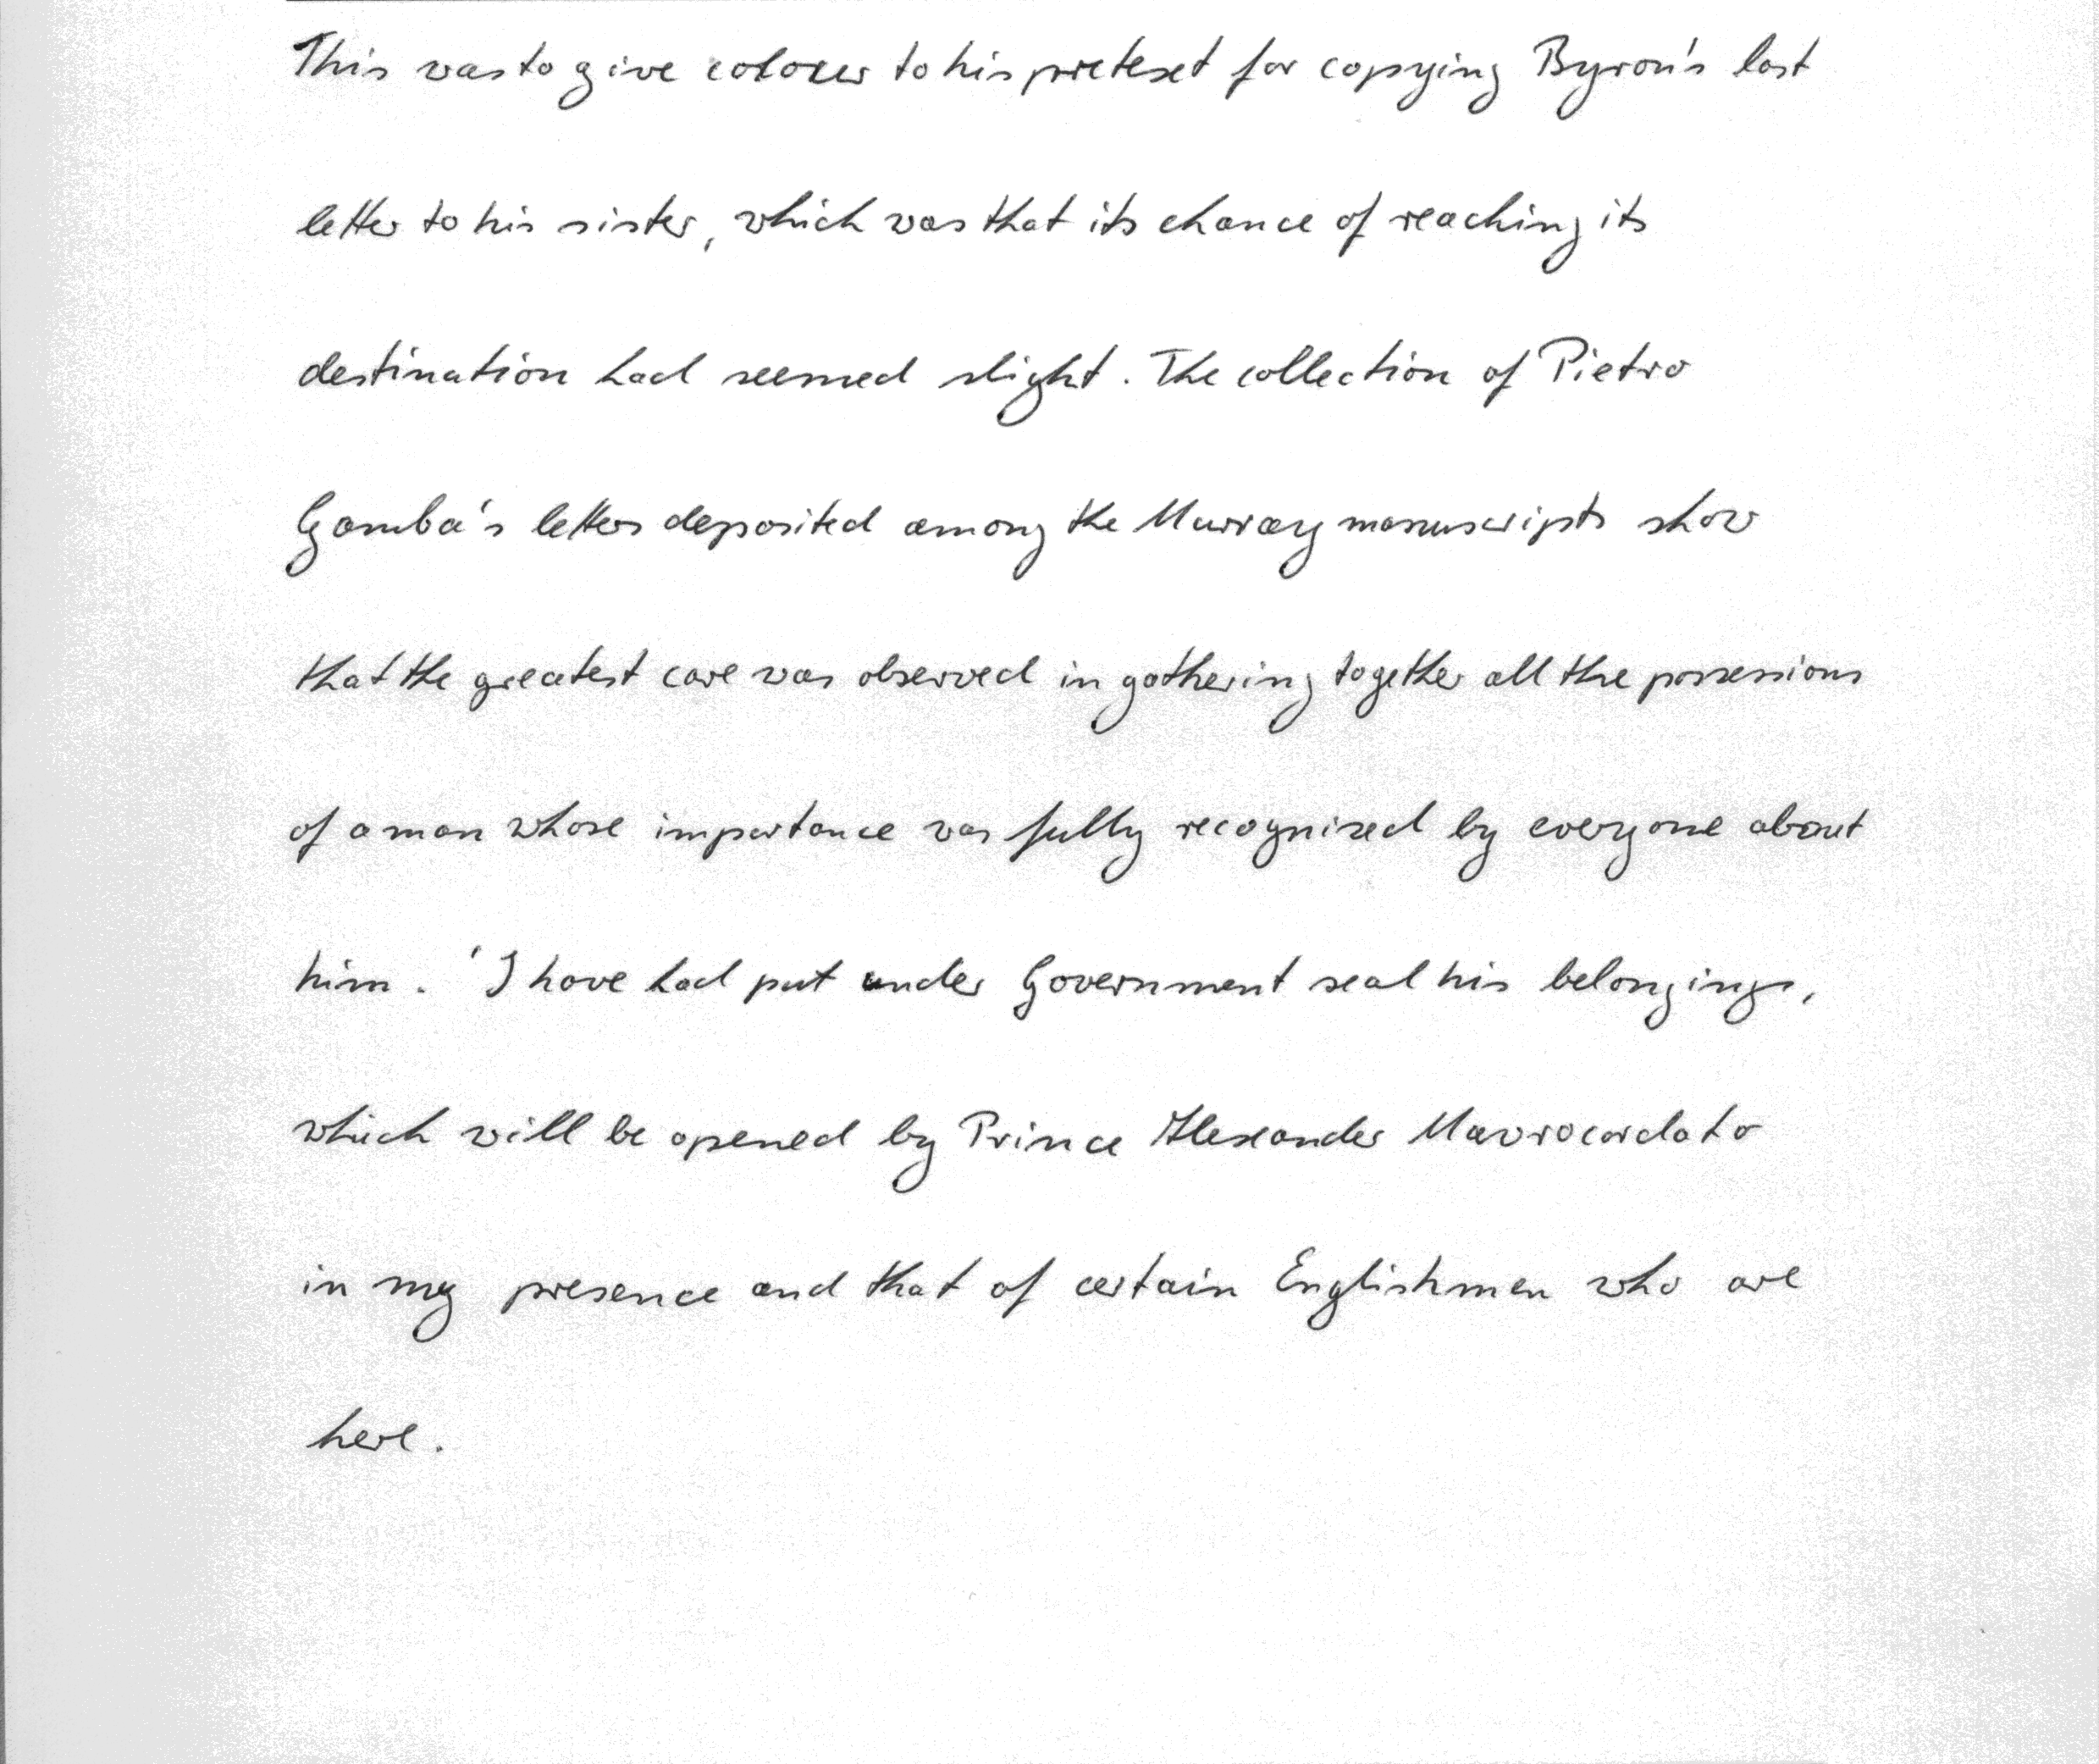 This was to give colour to his pretext for copying Byron's last
letter to his sister, which was that its chance of reaching its
destination had seemed slight. The collection of Pietro
Gamba's letters deposited among the Murray manuscripts show
that the greatest care was observed in gathering together all the possessions
of a man whose importance was fully recognized by everyone about
him. 'I have had put under Government seal his belongings,
which will be opened by Prince Alexander Mavrocordato
in my presence and that of certain Englishmen who are
here.